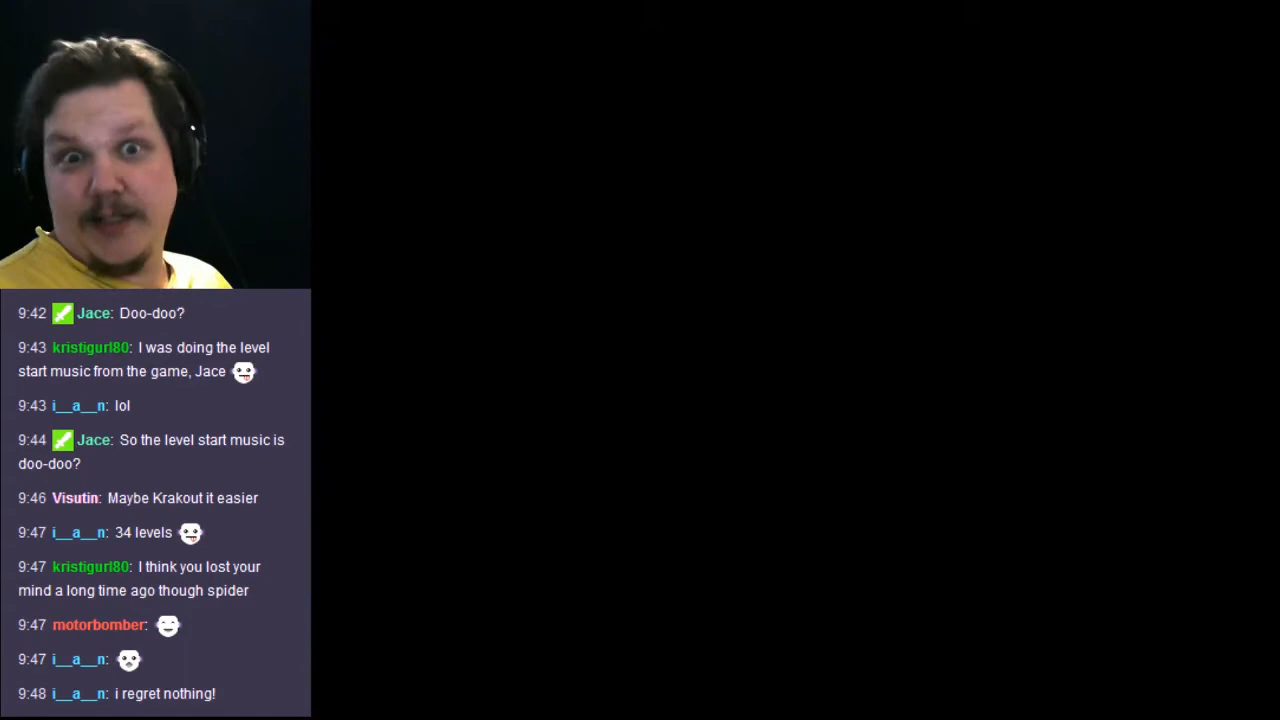 9:42 Jace: Doo-doo?
9:43 kristigurl80: I was doing the level
start music from the game, Jace
9:43 i__a__n: lol
9:44 Jace: So the level start music is
doo-doo?
9:46 Visutin: Maybe Krakout it easier
9:47 i__a__n: 34 levels
9:47 kristigurl80: I think you lost your
mind a long time ago though spider
9:47 motorbomber:
9:47 i__a__n:
9:48 i__a__n: i regret nothing!